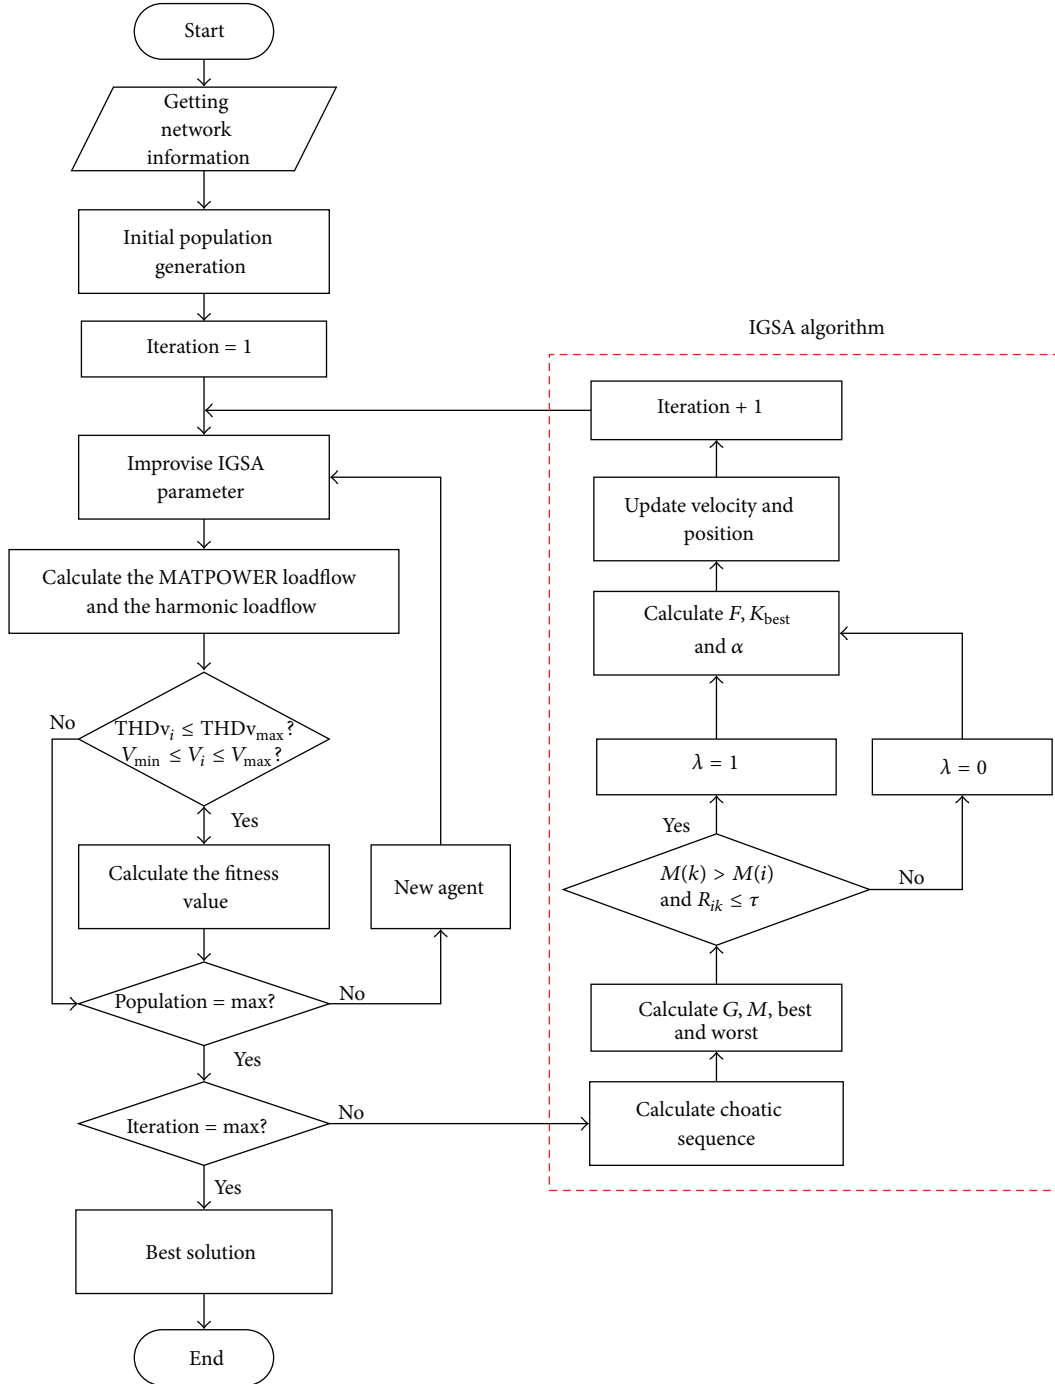 Start
Getting
network
information
Initial population
generation
Iteration = 1
Improvise IGSA
parameter
Calculate the MATPOWER loadflow
and the harmonic loadflow
No
THDv_i ≤ THDv_max?
V_min ≤ V_i ≤ V_max?
Yes
Calculate the fitness
value
New agent
Population = max?
No
Yes
Iteration = max?
No
Yes
Best solution
End
IGSA algorithm
Iteration + 1
Update velocity and
position
Calculate F, K_best
and α
λ = 1
λ = 0
Yes
M(k) > M(i)
and R_ik ≤ τ
No
Calculate G, M, best
and worst
Calculate choatic
sequence